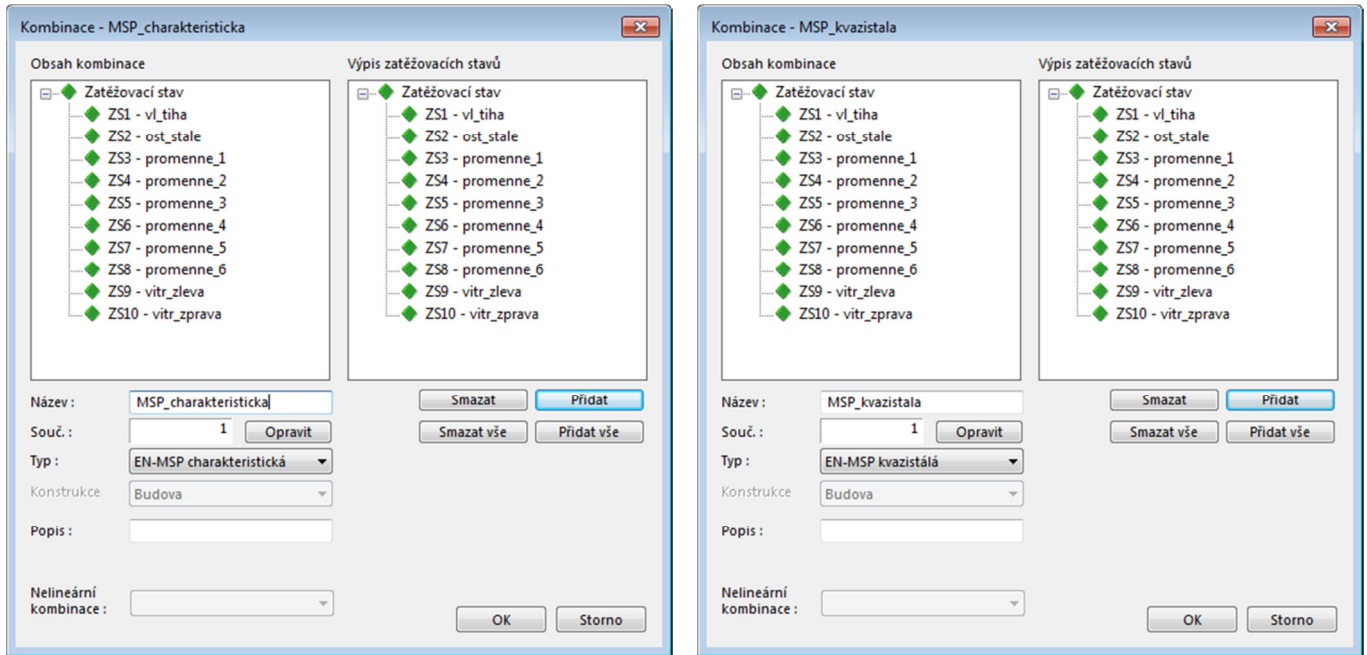 Kombinace - MSP_charakteristicka
Obsah kombinace
Výpis zatěžovacích stavů
Zatěžovací stav
ZS1 - vl_tiha
ZS2 - ost_stale
ZS3 - promenne_1
ZS4 - promenne_2
ZS5 - promenne_3
ZS6 - promenne_4
ZS7 - promenne_5
ZS8 - promenne_6
ZS9 - vitr_zleva
ZS10 - vitr_zprava
Zatěžovací stav
ZS1 - vl_tiha
ZS2 - ost_stale
ZS3 - promenne_1
ZS4 - promenne_2
ZS5 - promenne_3
ZS6 - promenne_4
ZS7 - promenne_5
ZS8 - promenne_6
ZS9 - vitr_zleva
ZS10 - vitr_zprava
Název : MSP_charakteristicka
Smazat Přidat
Souč. : 1 Opravit
Smazat vše Přidat vše
Typ : EN-MSP charakteristická
Konstrukce Budova
Popis :
Nelineární
kombinace :
OK Storno
Kombinace - MSP_kvazistala
Obsah kombinace
Výpis zatěžovacích stavů
Zatěžovací stav
ZS1 - vl_tiha
ZS2 - ost_stale
ZS3 - promenne_1
ZS4 - promenne_2
ZS5 - promenne_3
ZS6 - promenne_4
ZS7 - promenne_5
ZS8 - promenne_6
ZS9 - vitr_zleva
ZS10 - vitr_zprava
Zatěžovací stav
ZS1 - vl_tiha
ZS2 - ost_stale
ZS3 - promenne_1
ZS4 - promenne_2
ZS5 - promenne_3
ZS6 - promenne_4
ZS7 - promenne_5
ZS8 - promenne_6
ZS9 - vitr_zleva
ZS10 - vitr_zprava
Název : MSP_kvazistala
Smazat Přidat
Souč. : 1 Opravit
Smazat vše Přidat vše
Typ : EN-MSP kvazistálá
Konstrukce Budova
Popis :
Nelineární
kombinace :
OK Storno